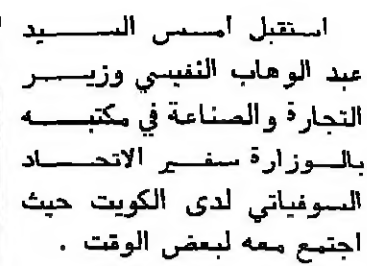 استقبل امس السيد
عبد الوهاب النفيسي وزير
التجارة والصناعة في مكتبه
بالوزارة سفير الاتحاد
السوفياتي لدى الكويت حيث
اجتمع معه لبعض الوقت .